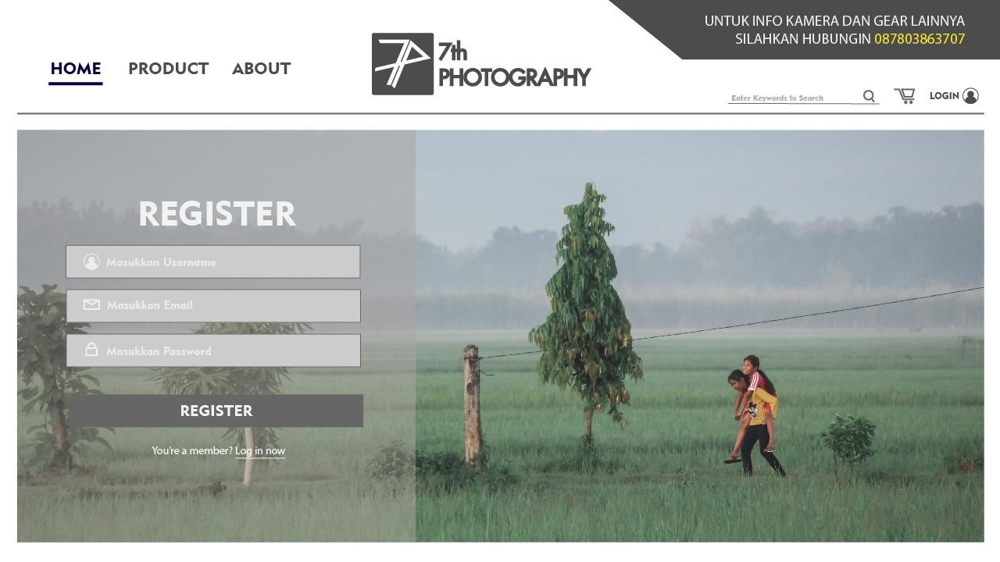 UNTUK INFO KAMERA DAN GEAR LAINNYA
SILAHKAN HUBUNGIN 087803863707
HOME PRODUCT ABOUT
7th
PHOTOGRAPHY
Enter Keywords to Search
LOGIN
REGISTER
Masukkan Username
Masukkan Email
Masukkan Password
REGISTER
You're a member? Log in now